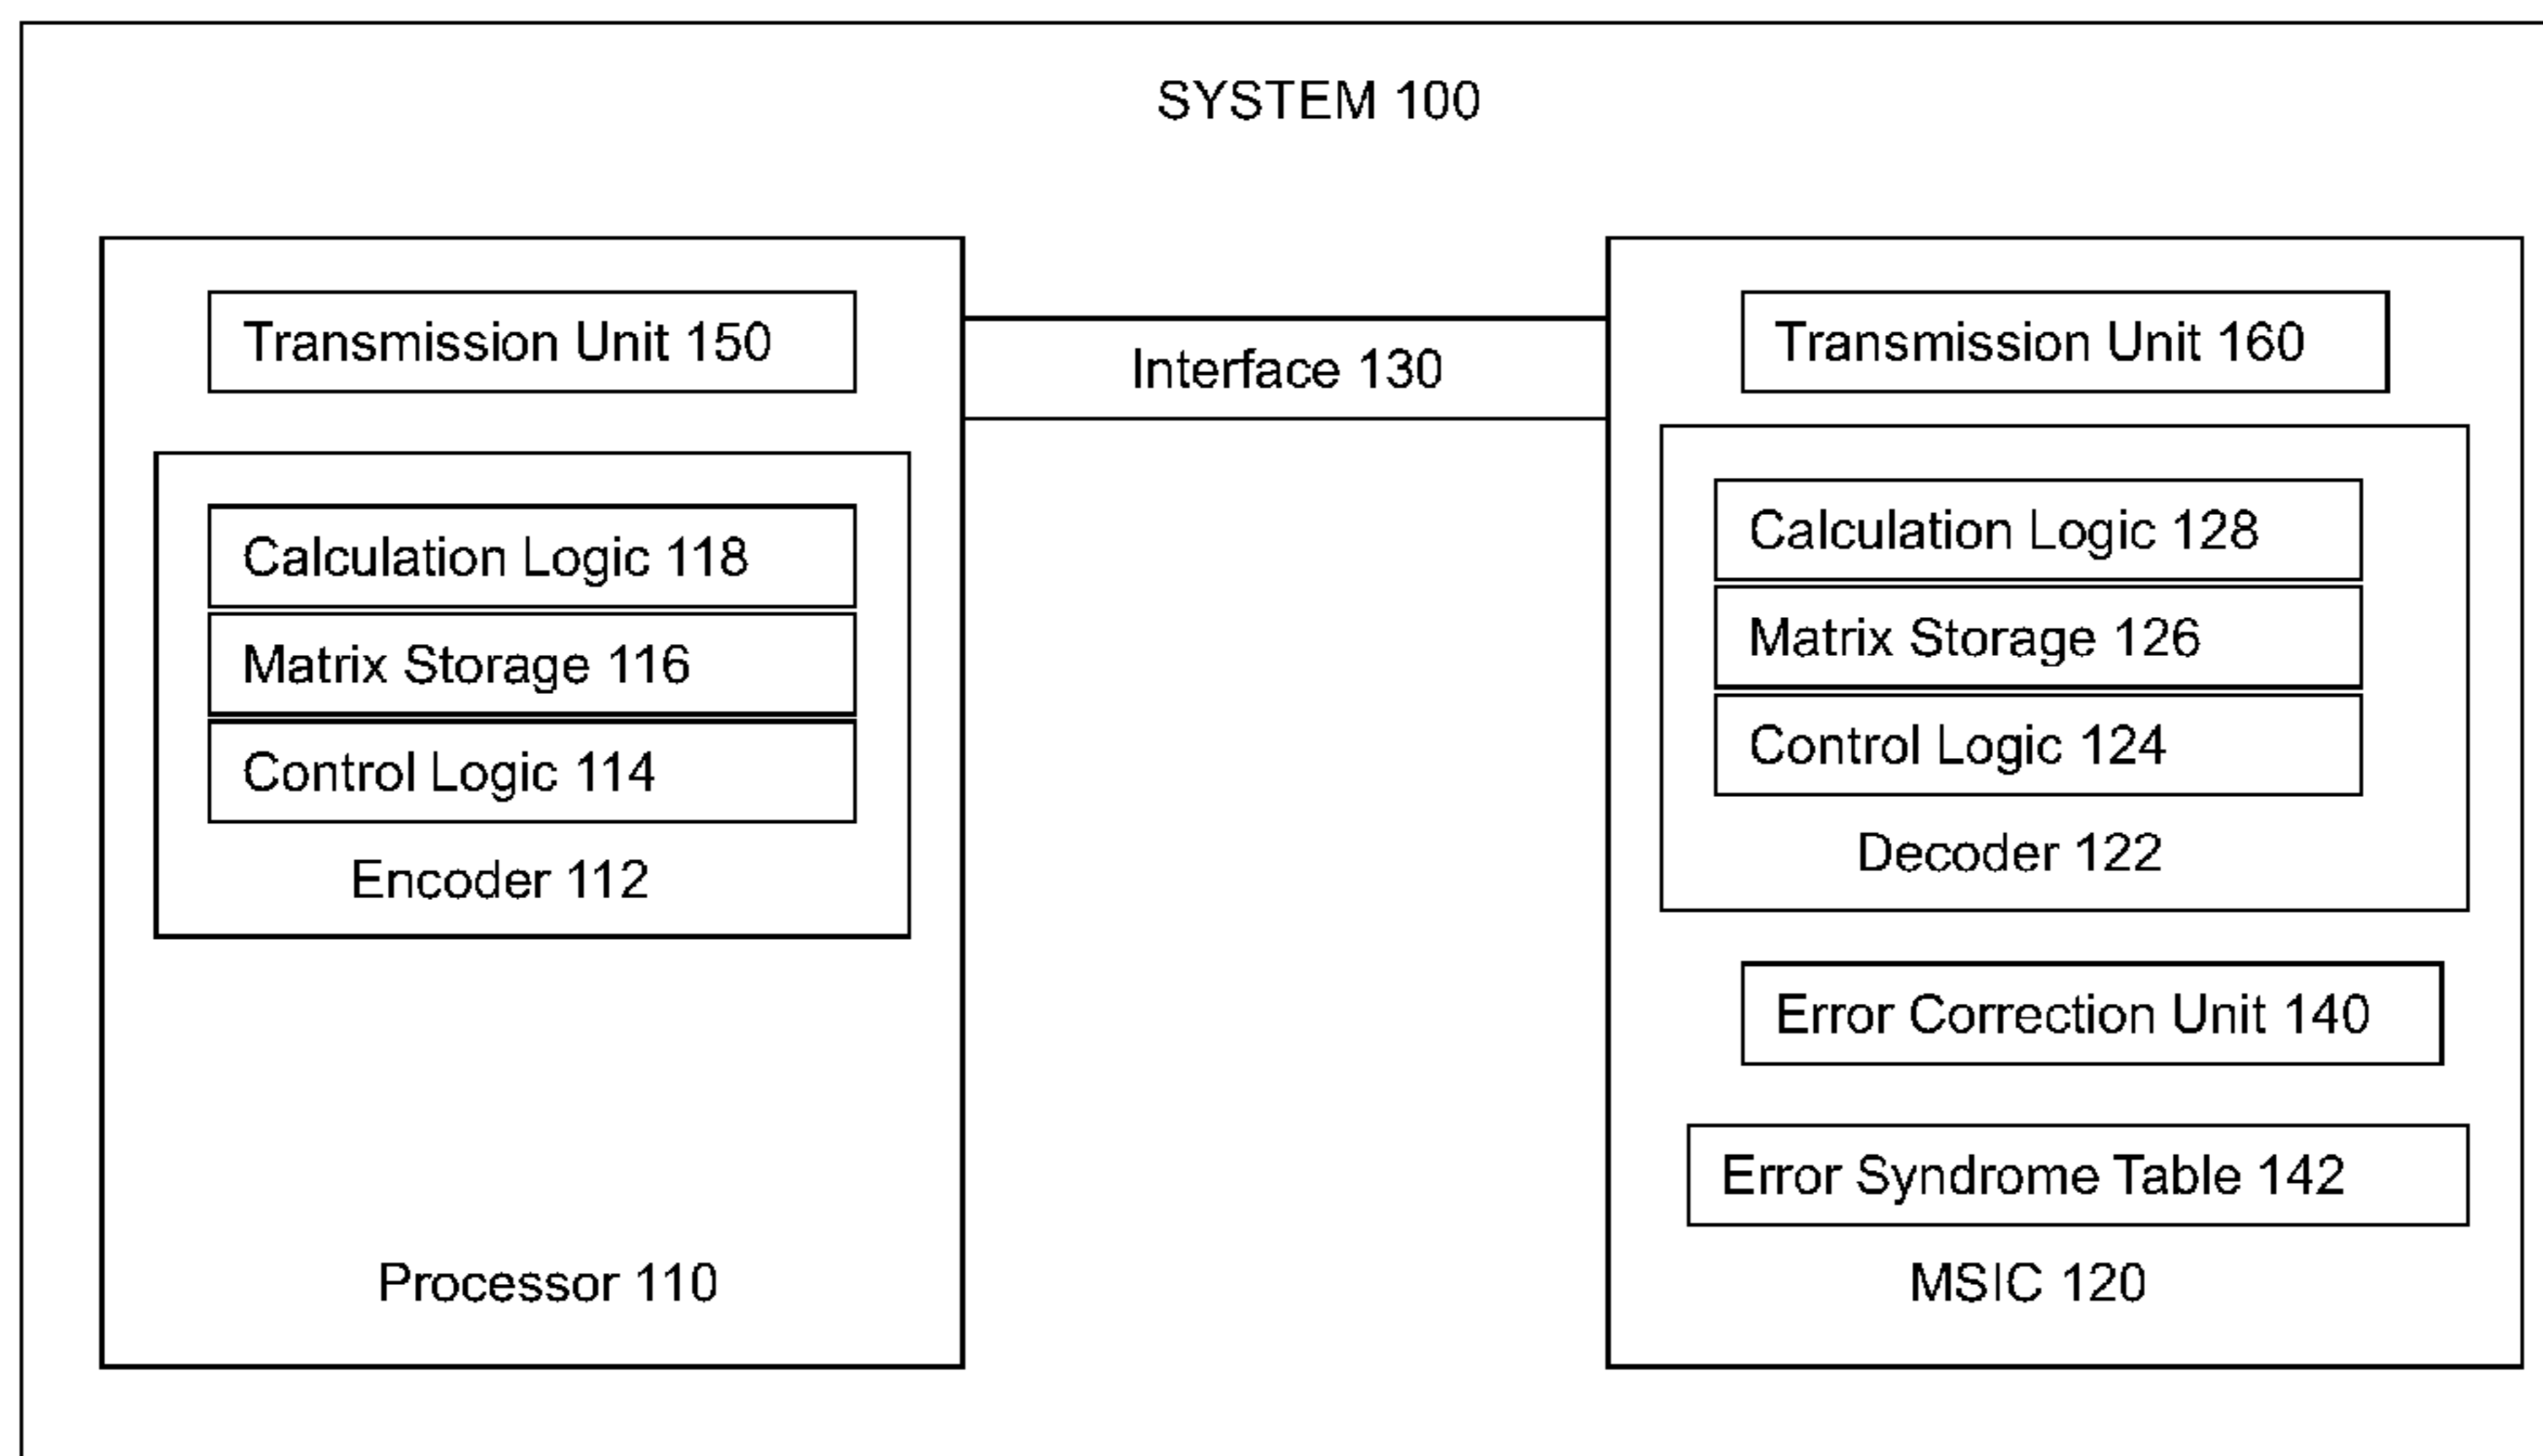 SYSTEM 100
Transmission Unit 150
Calculation Logic 118
Matrix Storage 116
Control Logic 114
Encoder 112
Processor 110
Interface 130
Transmission Unit 160
Calculation Logic 128
Matrix Storage 126
Control Logic 124
Decoder 122
Error Correction Unit 140
Error Syndrome Table 142
MSIC 120